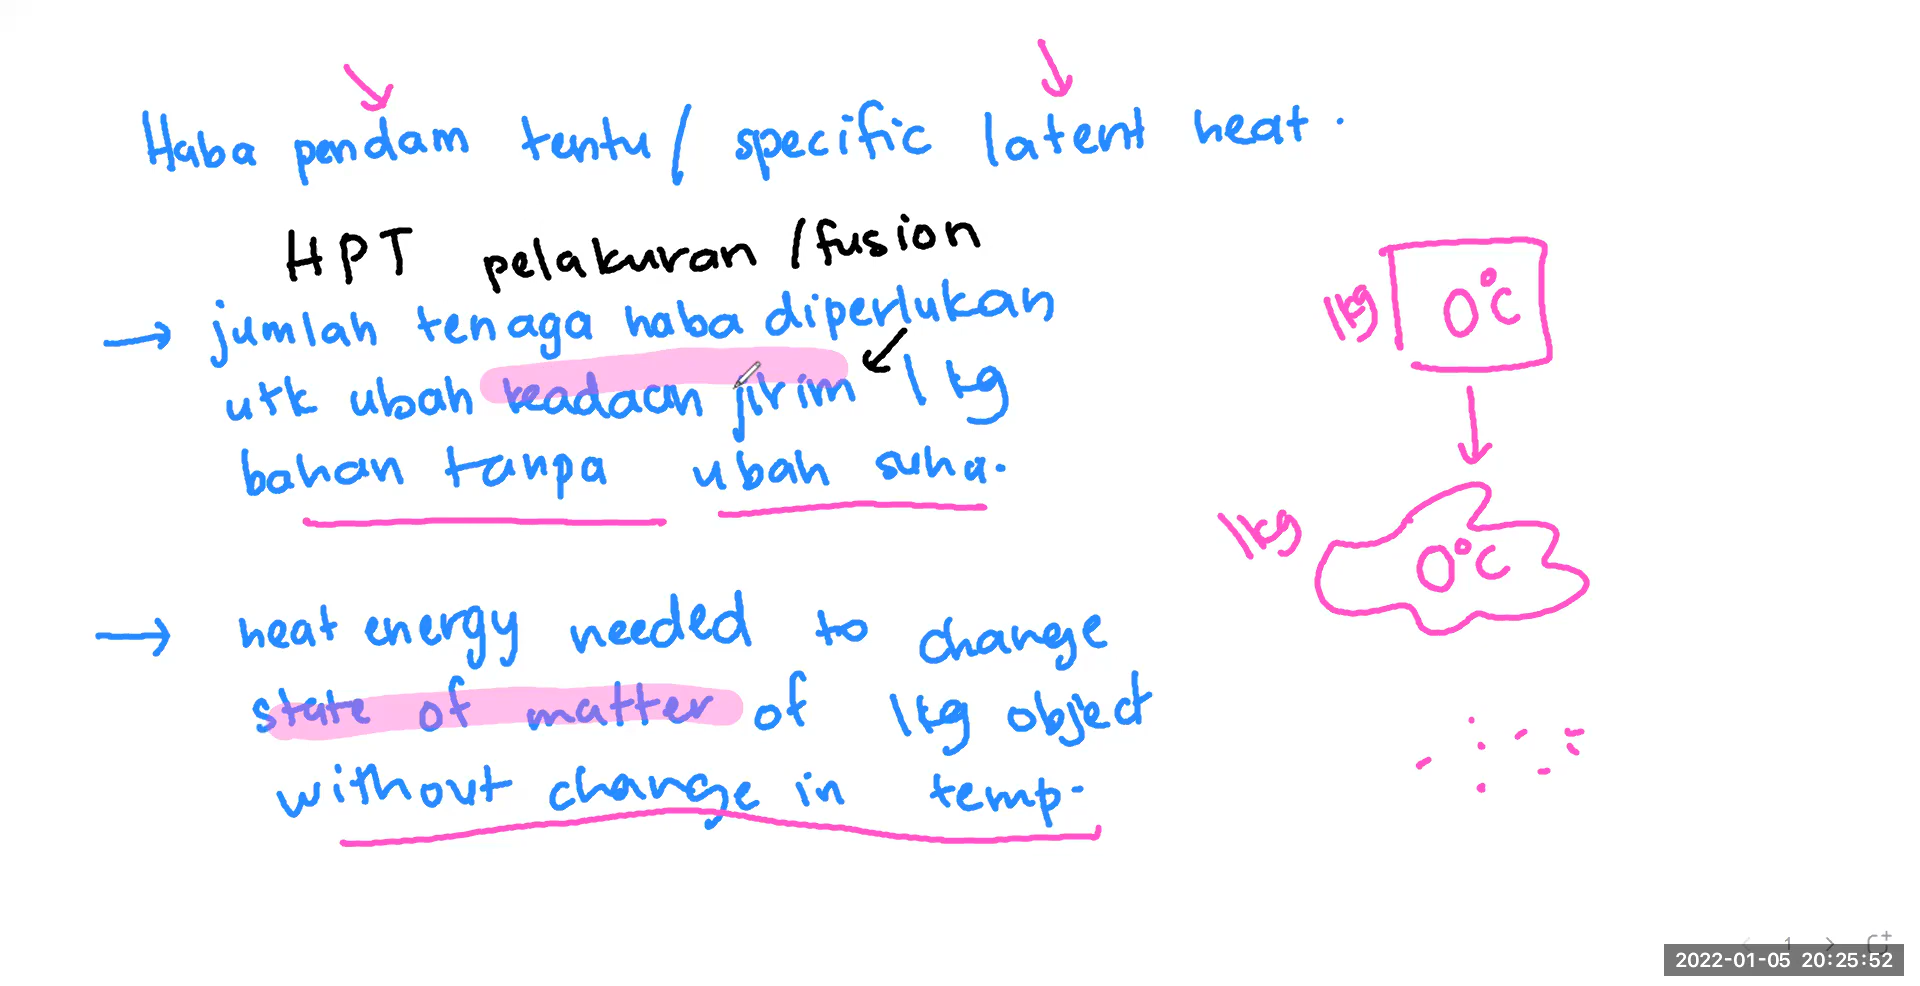 Haba pendam tentu / specific latent heat.
HPT pelakuran / fusion
→ jumlah tenaga haba diperlukan
utk ubah keadaan jirim 1 kg
bahan tanpa ubah suhu.
→ heat energy needed to change
state of matter of 1kg object
without change in temp.
1kg
0°C
1kg
0°C
1
2022-01-05 20:25:52